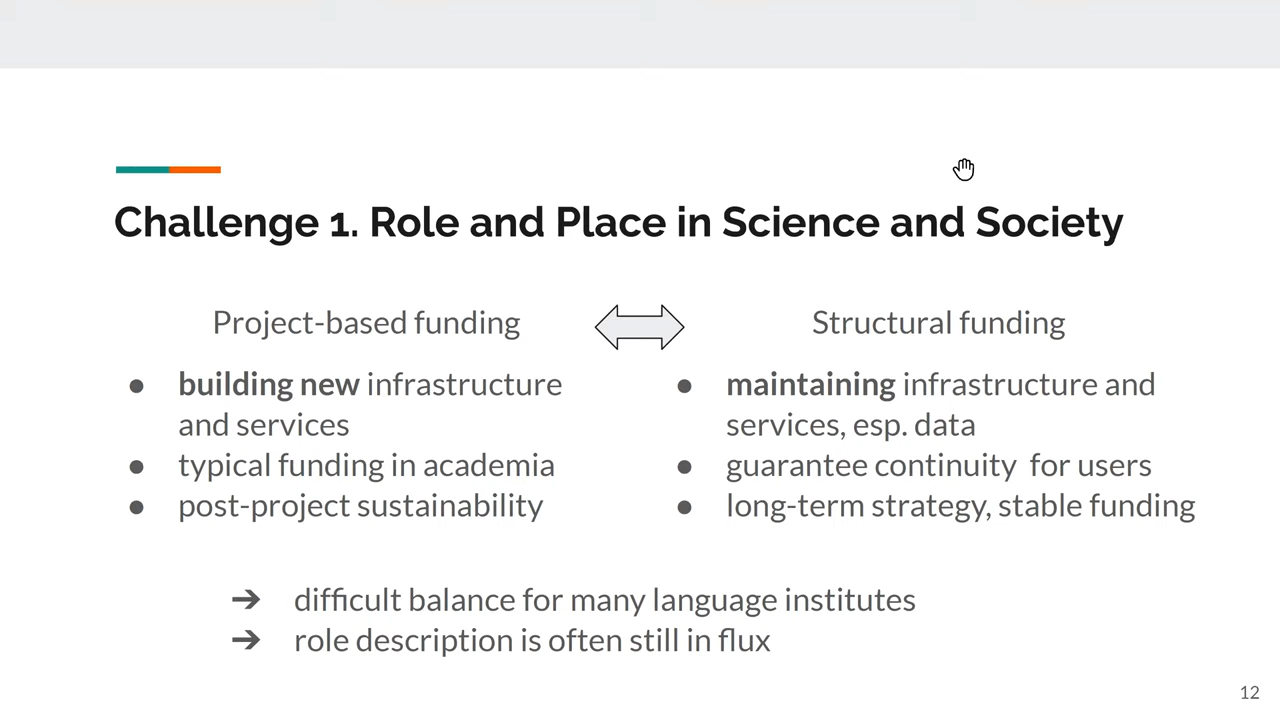 Challenge 1. Role and Place in Science and Society
Project-based funding
● building new infrastructure
and services
● typical funding in academia
● post-project sustainability
Structural funding
● maintaining infrastructure and
services, esp. data
● guarantee continuity for users
● long-term strategy, stable funding
➔ difficult balance for many language institutes
➔ role description is often still in flux
12